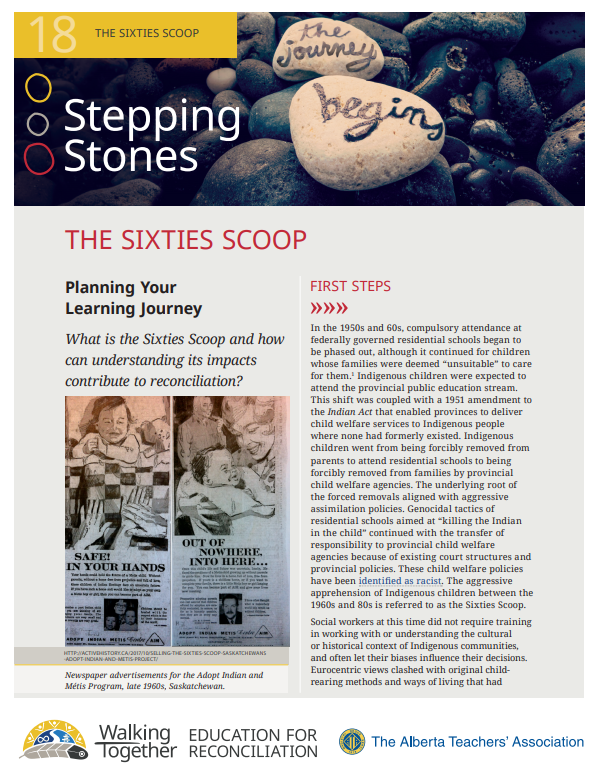 18
THE SIXTIES SCOOP
the
journey
begins
Stepping
Stones
THE SIXTIES SCOOP
Planning Your
Learning Journey
What is the Sixties Scoop and how
can understanding its impacts
contribute to reconciliation?
SAFE!
IN YOUR HANDS
ADOPT INDIAN METIS Centre AIM
OUT OF
NOWHERE,
INTO HERE...
ADOPT INDIAN METIS Centre AIM
HTTP://ACTIVEHISTORY.CA/2017/10/SELLING-THE-SIXTIES-SCOOP-SASKATCHEWANS
-ADOPT-INDIAN-AND-METIS-PROJECT/
Newspaper advertisements for the Adopt Indian and
Métis Program, late 1960s, Saskatchewan.
FIRST STEPS
»»»
In the 1950s and 60s, compulsory attendance at
federally governed residential schools began to
be phased out, although it continued for children
whose families were deemed “unsuitable” to care
for them.¹ Indigenous children were expected to
attend the provincial public education stream.
This shift was coupled with a 1951 amendment to
the Indian Act that enabled provinces to deliver
child welfare services to Indigenous people
where none had formerly existed. Indigenous
children went from being forcibly removed from
parents to attend residential schools to being
forcibly removed from families by provincial
child welfare agencies. The underlying root of
the forced removals aligned with aggressive
assimilation policies. Genocidal tactics of
residential schools aimed at “killing the Indian
in the child” continued with the transfer of
responsibility to provincial child welfare
agencies because of existing court structures and
provincial policies. These child welfare policies
have been identified as racist. The aggressive
apprehension of Indigenous children between the
1960s and 80s is referred to as the Sixties Scoop.
Social workers at this time did not require training
in working with or understanding the cultural
or historical context of Indigenous communities,
and often let their biases influence their decisions.
Eurocentric views clashed with original child-
rearing methods and ways of living that had
Walking
Together
EDUCATION FOR
RECONCILIATION
The Alberta Teachers’ Association